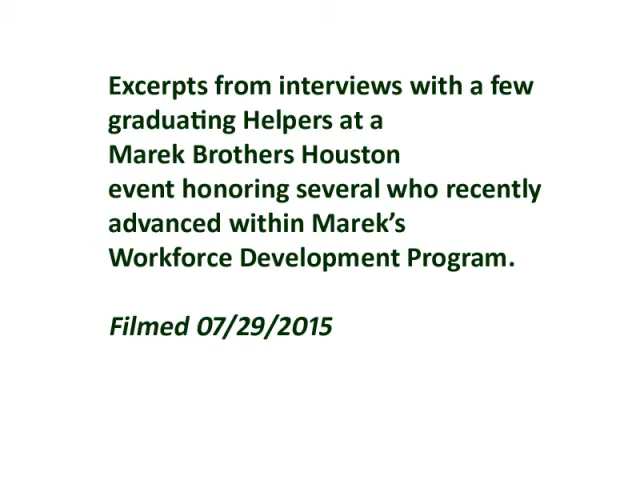 Excerpts from interviews with a few
graduating Helpers at a
Marek Brothers Houston
event honoring several who recently
advanced within Marek’s
Workforce Development Program.
Filmed 07/29/2015